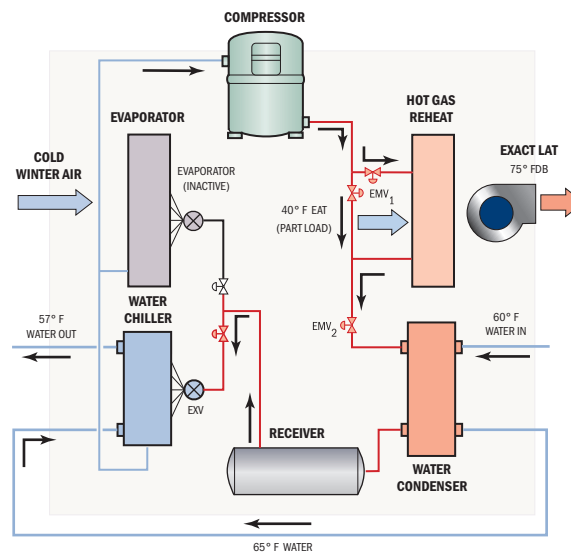 COMPRESSOR
EVAPORATOR
HOT GAS
REHEAT
COLD
WINTER AIR
EVAPORATOR
(INACTIVE)
EXACT LAT
75° FDB
EMV1
40° F EAT
(PART LOAD)
57° F
WATER OUT
WATER
CHILLER
EMV2
60° F
WATER IN
EXV
RECEIVER
WATER
CONDENSER
65° F WATER